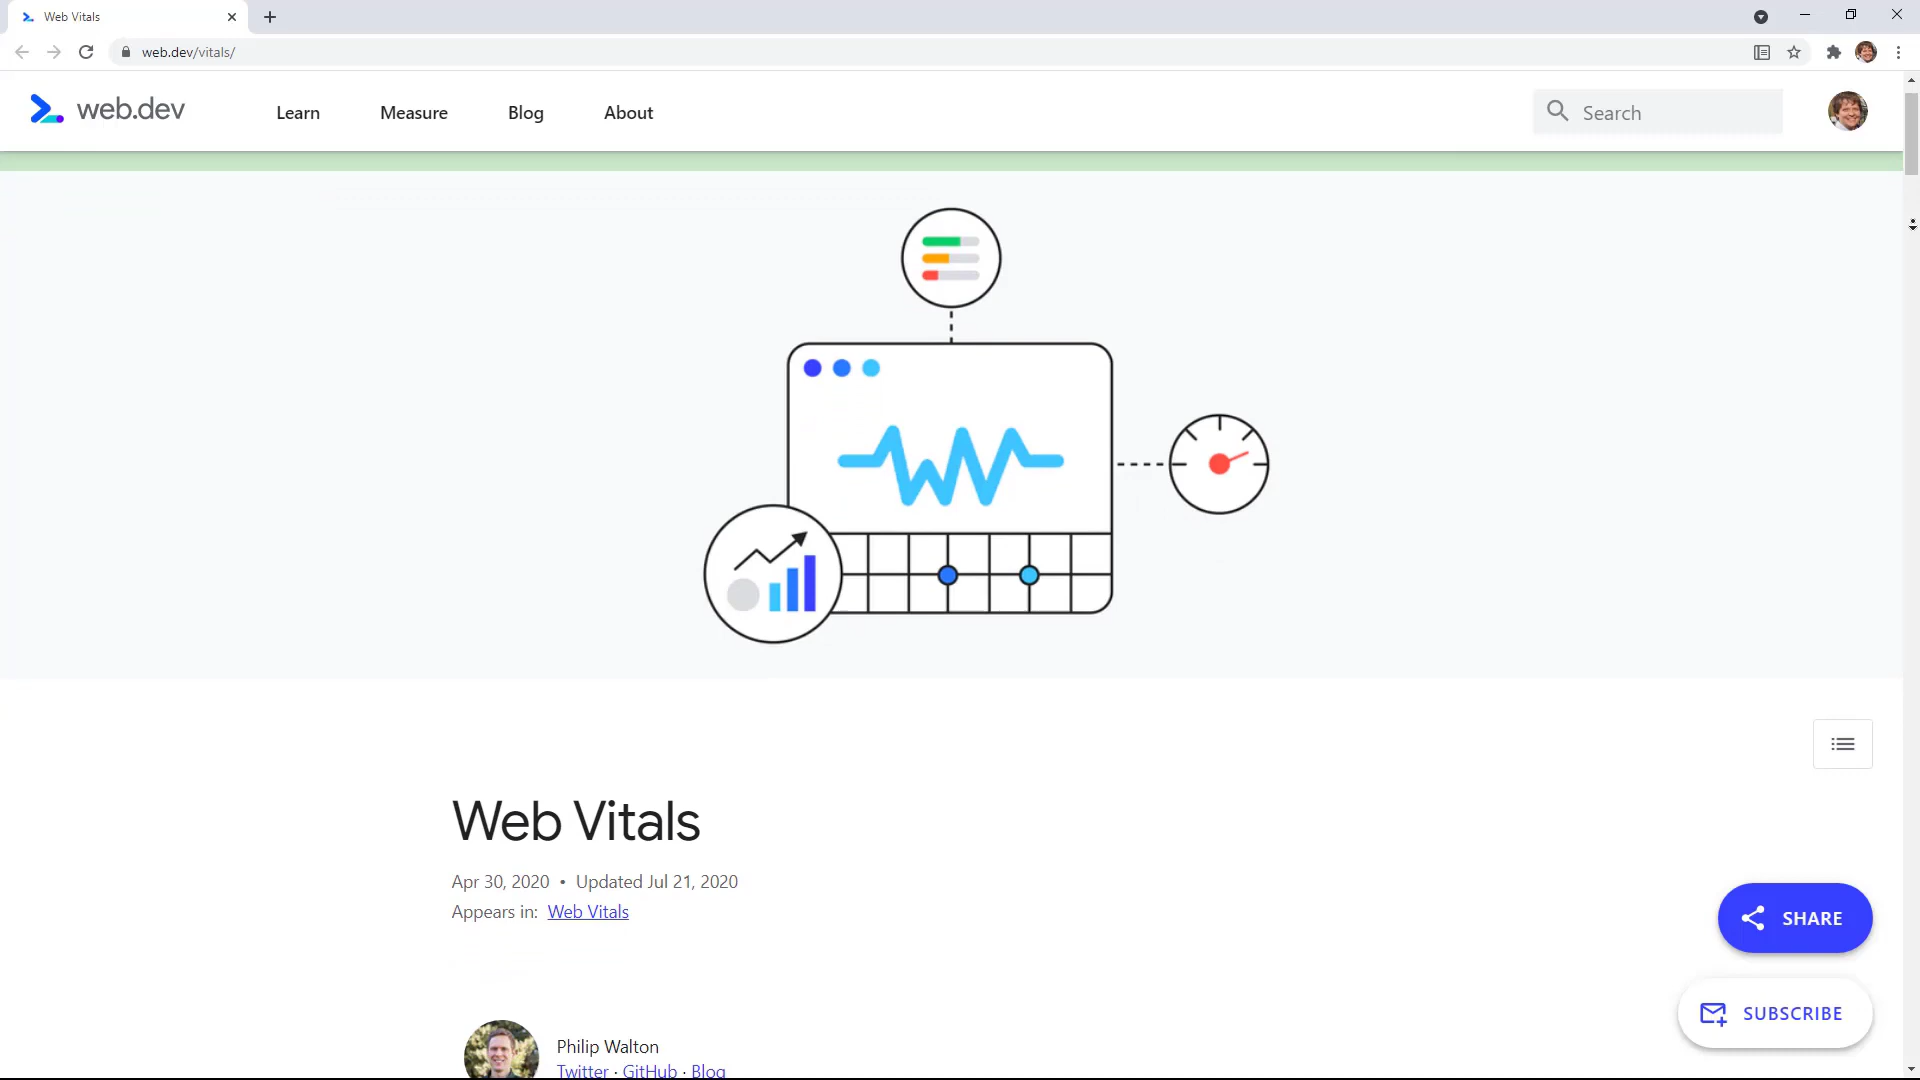 Web Vitals
web.dev/vitals/
web.dev
Learn
Measure
Blog
About
Search
Web Vitals
Apr 30, 2020 • Updated Jul 21, 2020
Appears in: Web Vitals
SHARE
SUBSCRIBE
Philip Walton
Twitter · GitHub · Blog